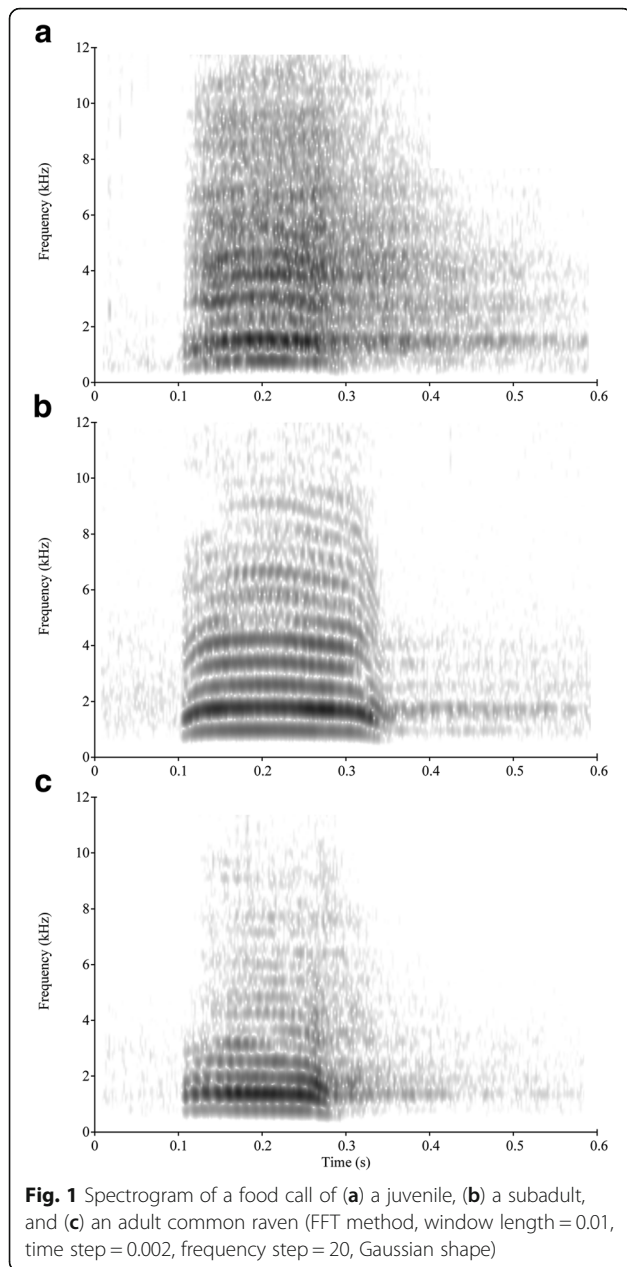 a
12
10
8
6
4
2
0
Frequency (kHz)
0 0.1 0.2 0.3 0.4 0.5 0.6
b
12
10
8
6
4
2
0
Frequency (kHz)
0 0.1 0.2 0.3 0.4 0.5 0.6
c
12
10
8
6
4
2
0
Frequency (kHz)
0 0.1 0.2 0.3 0.4 0.5 0.6
Time (s)
Fig. 1 Spectrogram of a food call of (a) a juvenile, (b) a subadult,
and (c) an adult common raven (FFT method, window length = 0.01,
time step = 0.002, frequency step = 20, Gaussian shape)